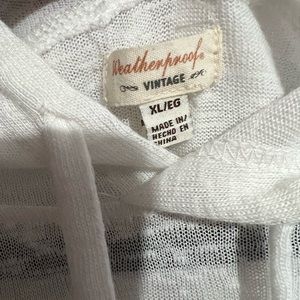 Weatherproof
VINTAGE
XL/EG
MADE IN/
HECHO EN
CHINA